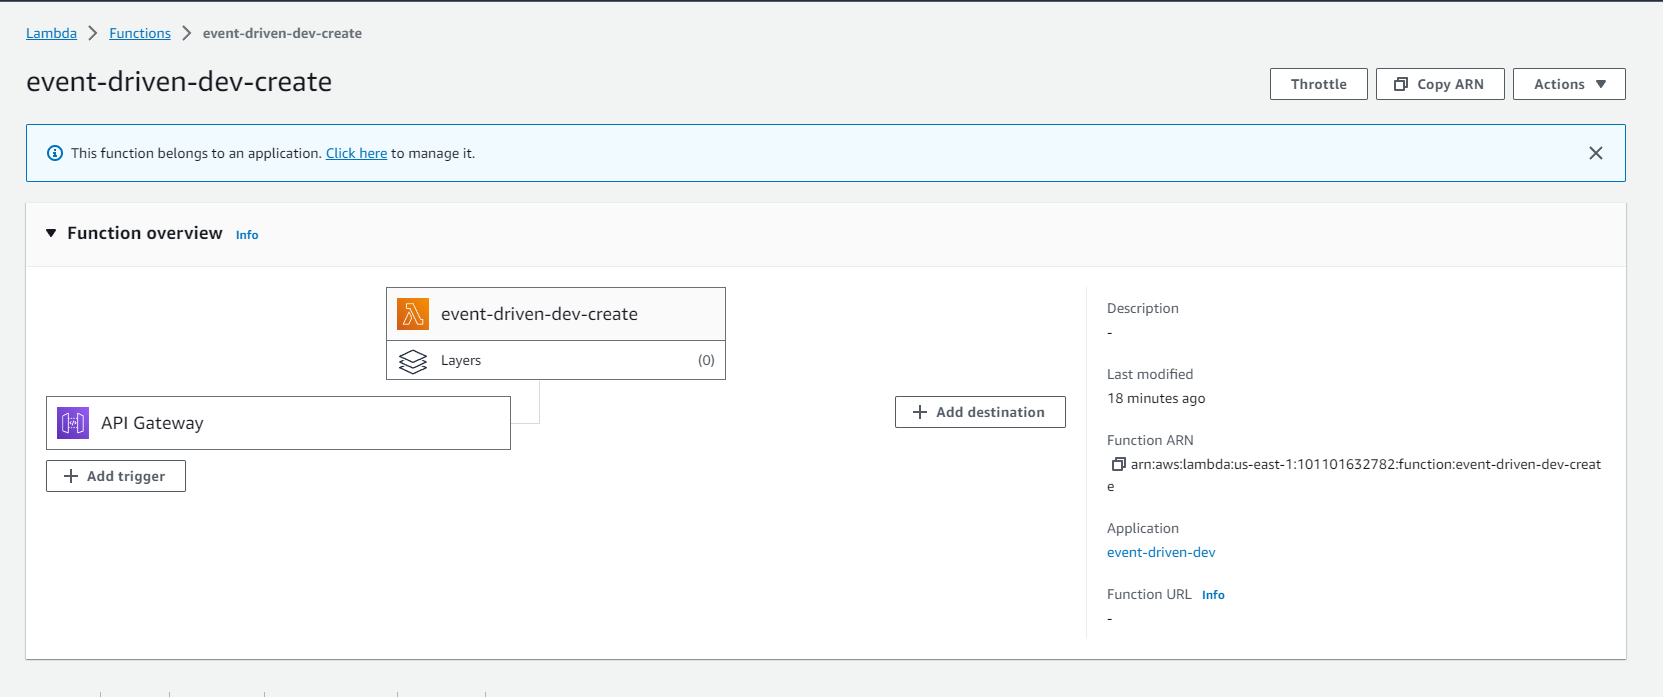 Lambda Functions event-driven-dev-create
event-driven-dev-create
Throttle Copy ARN Actions
This function belongs to an application. Click here to manage it.
Function overview Info
event-driven-dev-create
Layers (0)
API Gateway
Add trigger
Add destination
Description
-
Last modified
18 minutes ago
Function ARN
arn:aws:lambda:us-east-1:101101632782:function:event-driven-dev-creat
e
Application
event-driven-dev
Function URL Info
-